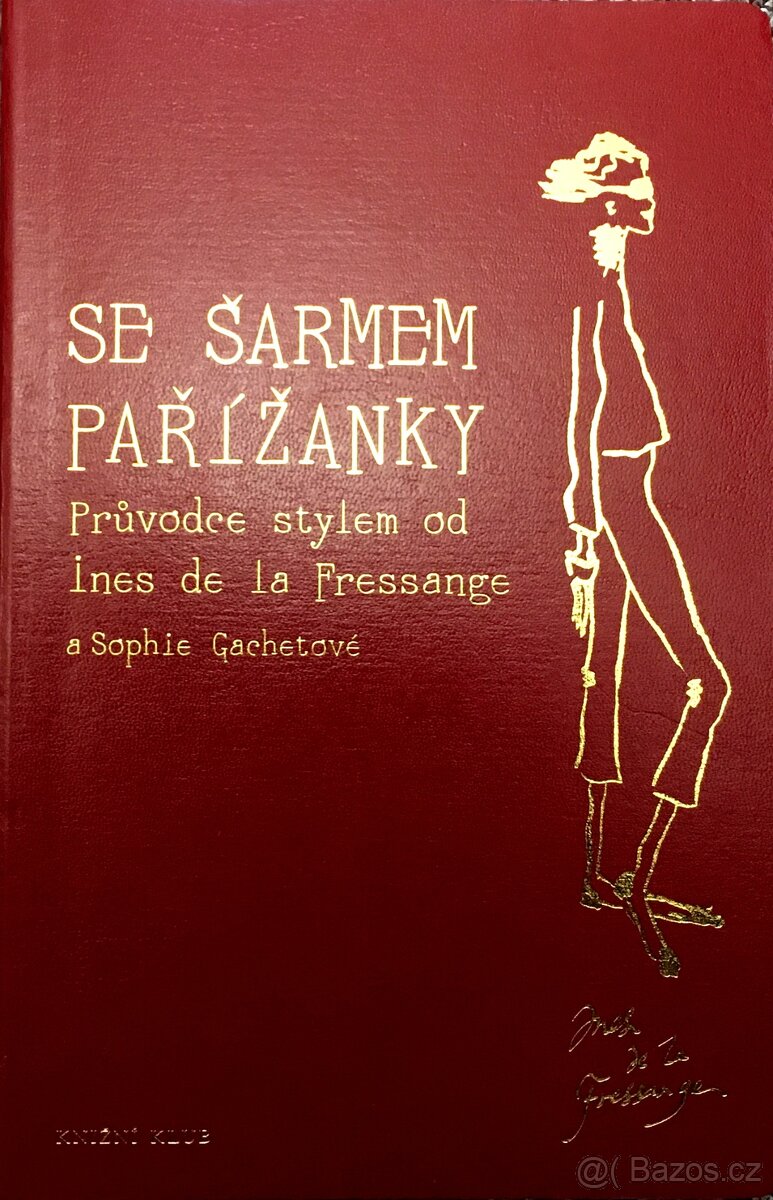 SE ŠARMEM
PAŘÍŽANKY
Průvodce stylem od
Ines de la Fressange
a Sophie Gachetové
Inès
de la
Fressange
KNIŽNÍ KLUB
@( Bazos.cz